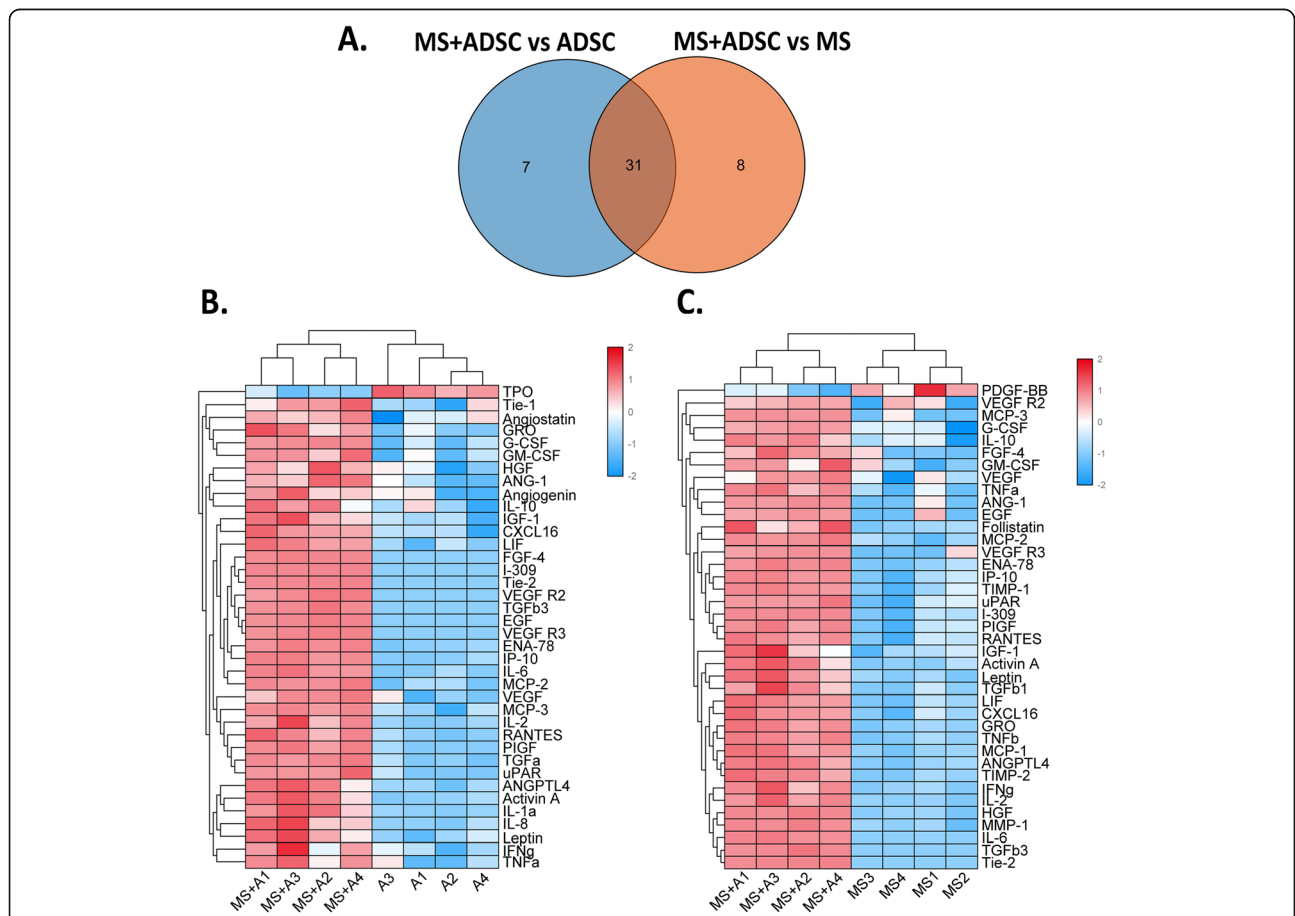 A.
MS+ADSC vs ADSC
MS+ADSC vs MS
7
31
8
B.
2
1
0
-1
-2
TPO
Tie-1
Angiostatin
GRO
G-CSF
GM-CSF
HGF
ANG-1
Angiogenin
IL-10
IGF-1
CXCL16
LIF
FGF-4
I-309
Tie-2
VEGF R2
TGFb3
EGF
VEGF R3
ENA-78
IP-10
IL-6
MCP-2
VEGF
MCP-3
IL-2
RANTES
PIGF
TGFa
uPAR
ANGPTL4
Activin A
IL-1a
IL-8
Leptin
IFNg
TNFa
MS+A1
MS+A3
MS+A2
MS+A4
A3
A1
A2
A4
C.
2
1
0
-1
-2
PDGF-BB
VEGF R2
MCP-3
G-CSF
IL-10
FGF-4
GM-CSF
VEGF
TNFa
ANG-1
EGF
Follistatin
MCP-2
VEGF R3
ENA-78
IP-10
TIMP-1
uPAR
I-309
PIGF
RANTES
IGF-1
Activin A
Leptin
TGFb1
LIF
CXCL16
GRO
TNFb
MCP-1
ANGPTL4
TIMP-2
IFNg
IL-2
HGF
MMP-1
IL-6
TGFb3
Tie-2
MS+A1
MS+A3
MS+A2
MS+A4
MS3
MS4
MS1
MS2